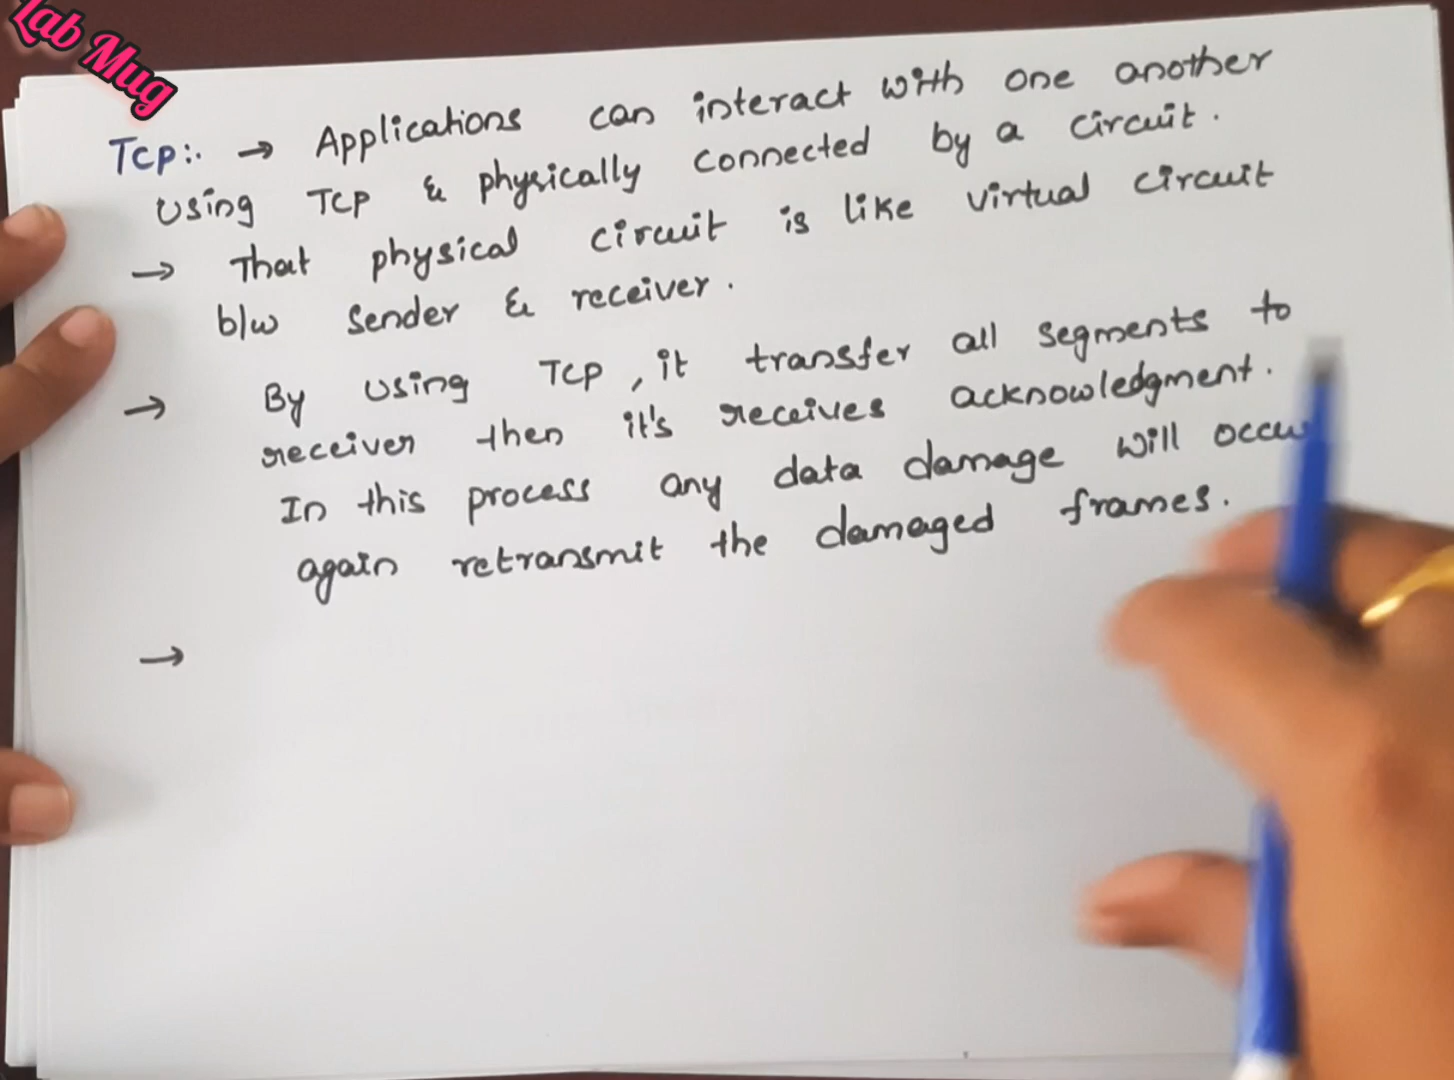 Lab Mug
Tcp:- → Applications can interact with one another
using TCP & physically connected by a circuit.
→ That physical circuit is like virtual circuit
b/w sender & receiver.
→ By using TCP, it transfer all segments to
receiver then it's receives acknowledgment.
In this process any data damage will occur
again retransmit the damaged frames.
→